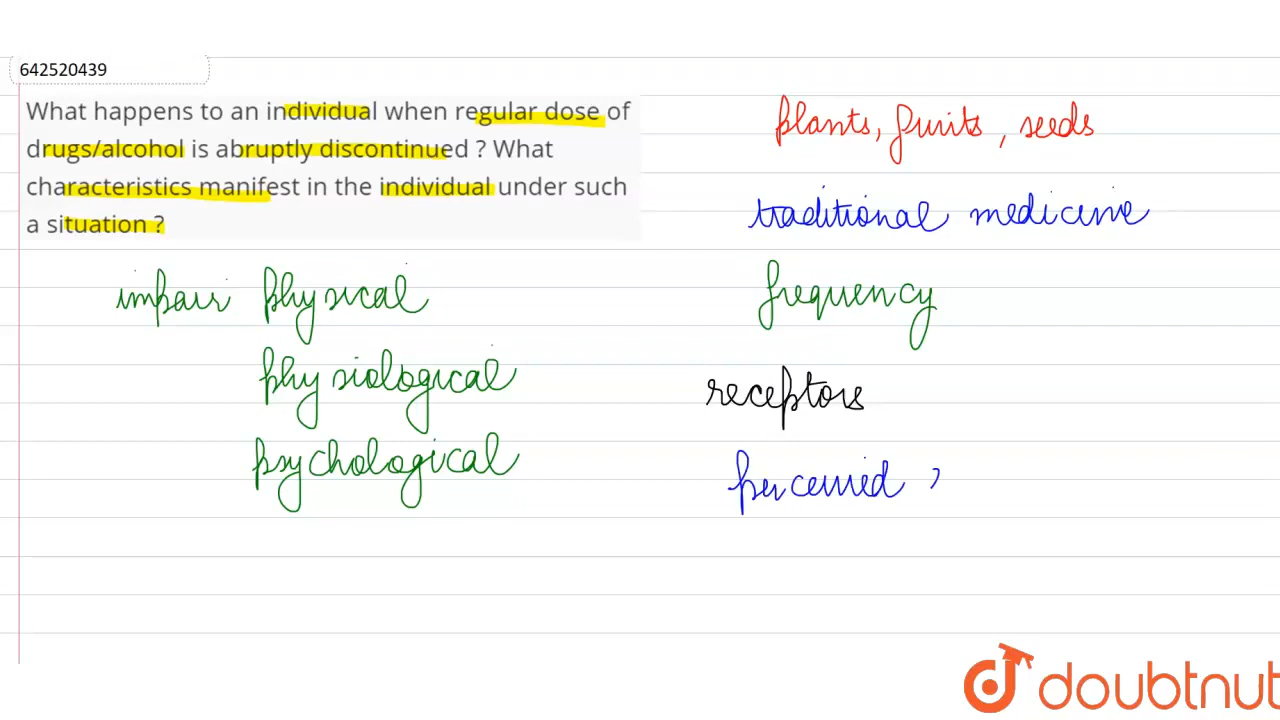 642520439
What happens to an individual when regular dose of
drugs/alcohol is abruptly discontinued ? What
characteristics manifest in the individual under such
a situation ?
impair physical
physiological
psychological
plants, fruits, seeds
traditional medicine
frequency
receptors
perceived
doubtnut